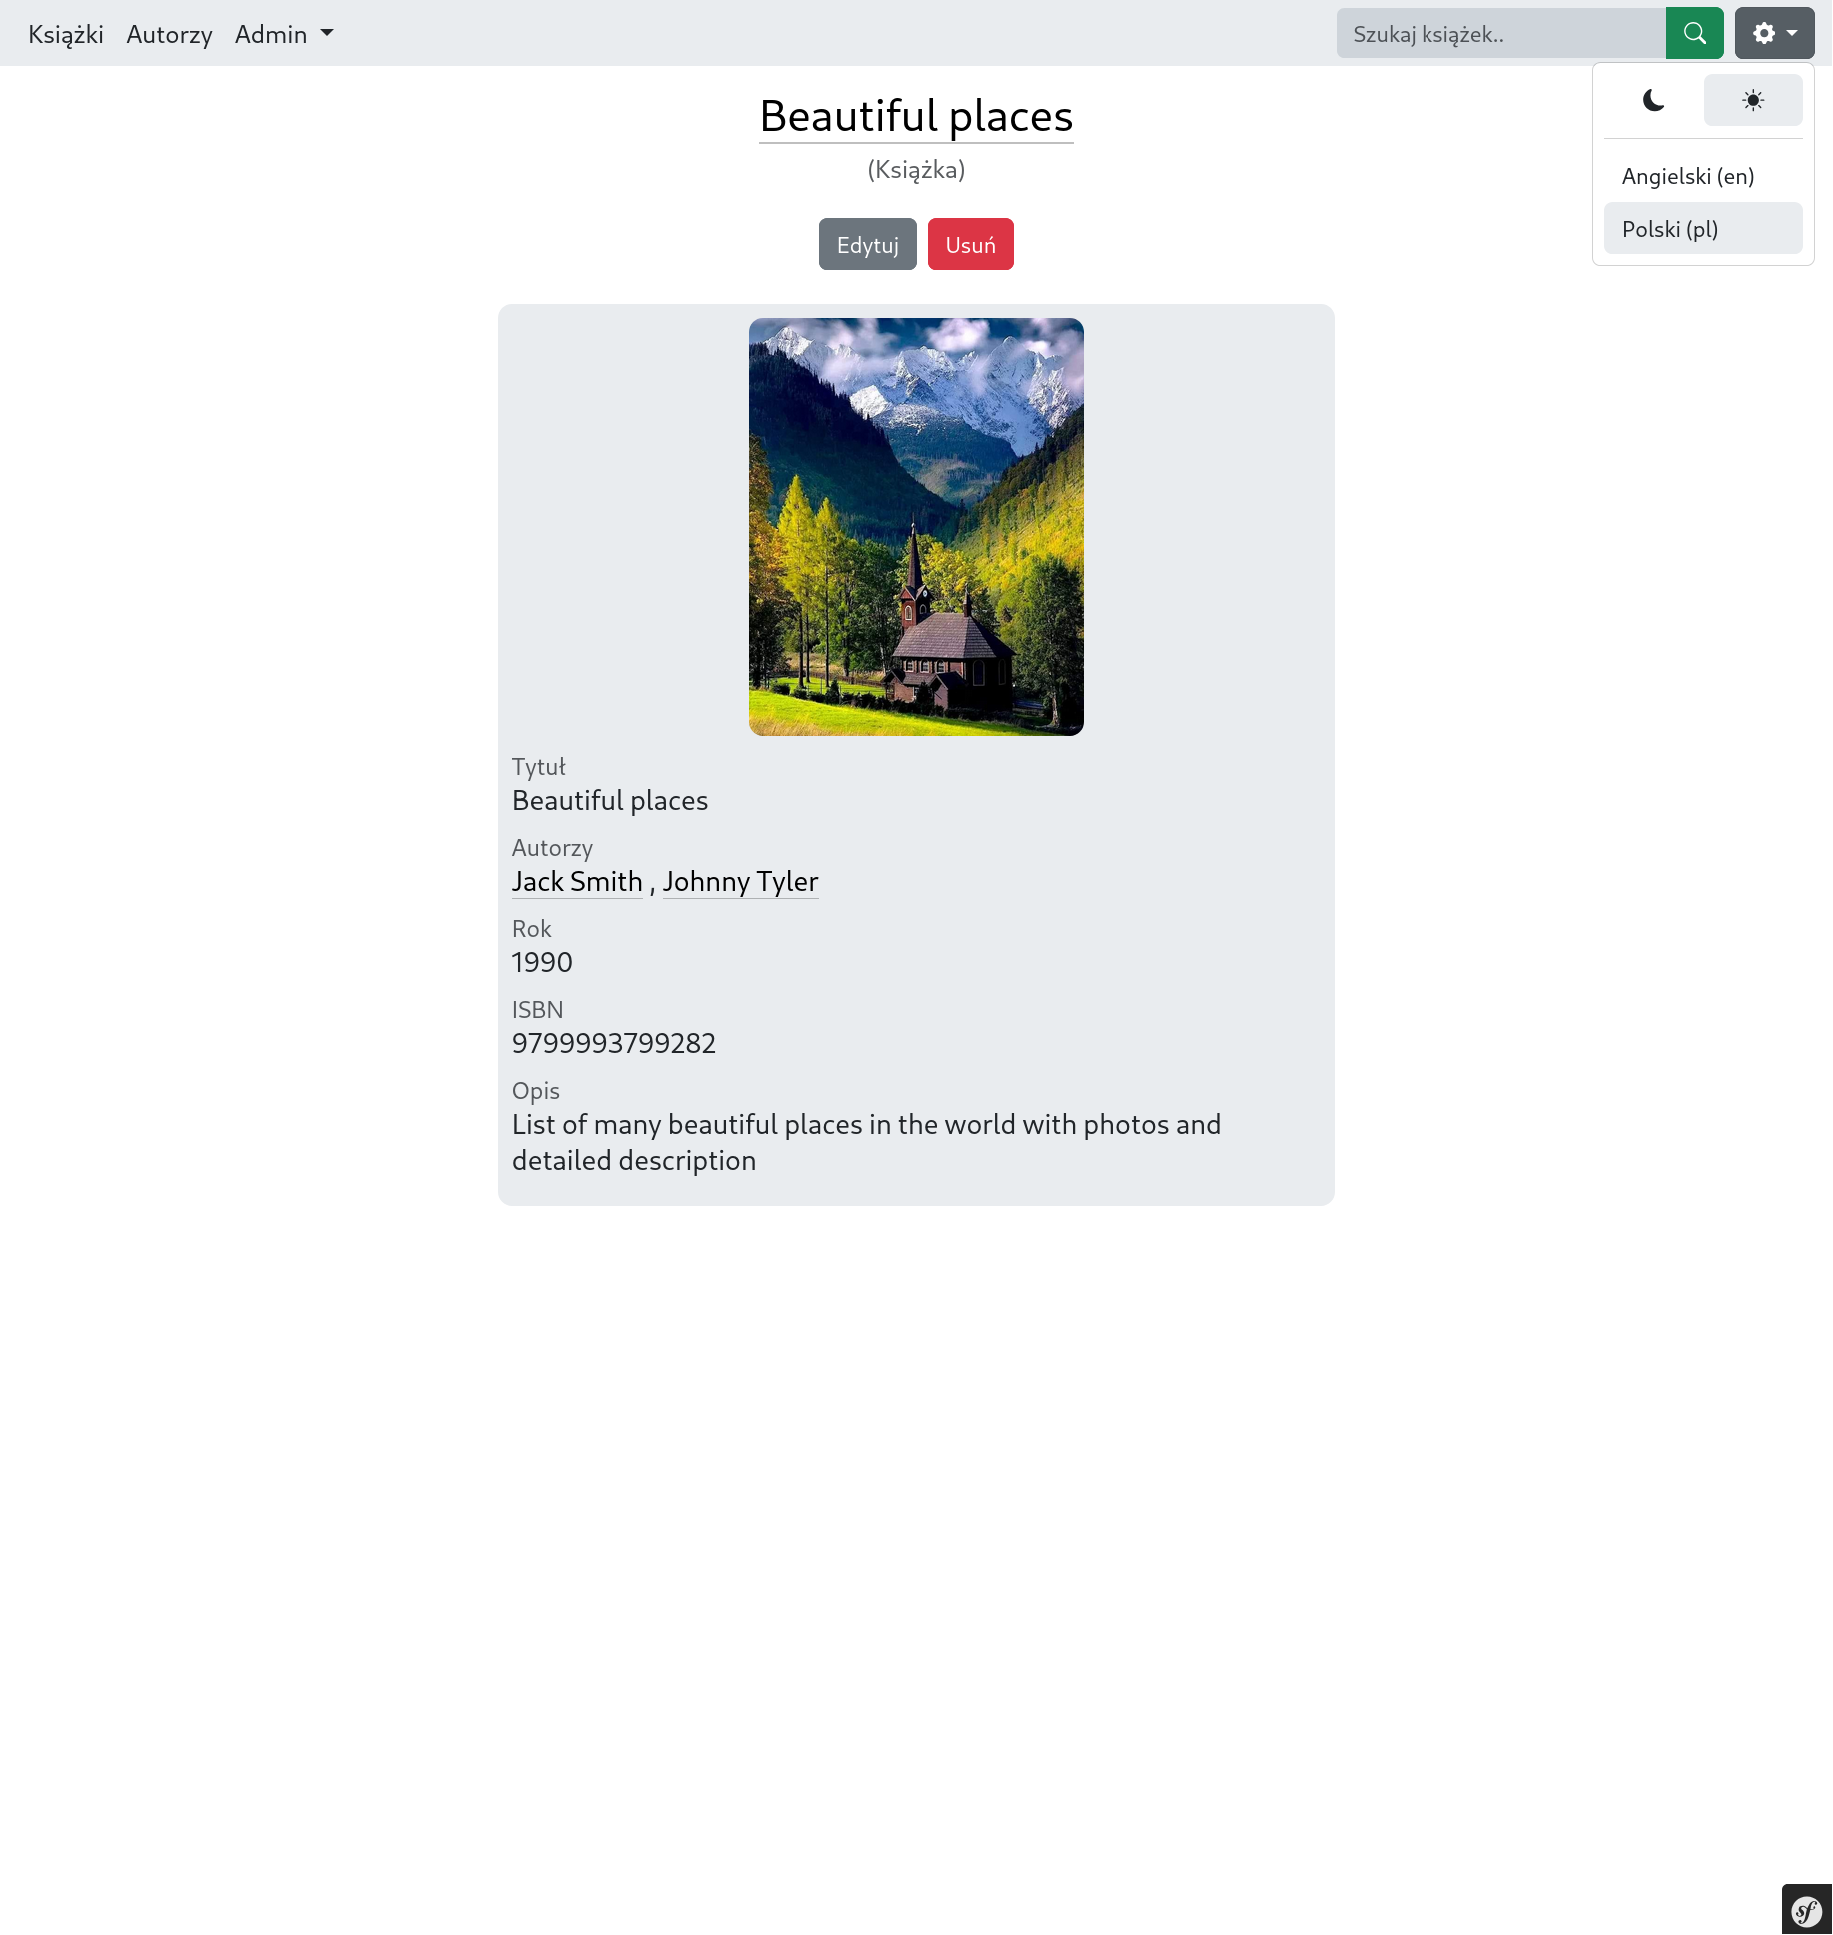 Książki Autorzy Admin Szukaj książek..
Beautiful places
(Książka)
Angielski (en)
Polski (pl)
Edytuj Usuń
Tytuł
Beautiful places
Autorzy
Jack Smith , Johnny Tyler
Rok
1990
ISBN
9799993799282
Opis
List of many beautiful places in the world with photos and
detailed description
sf